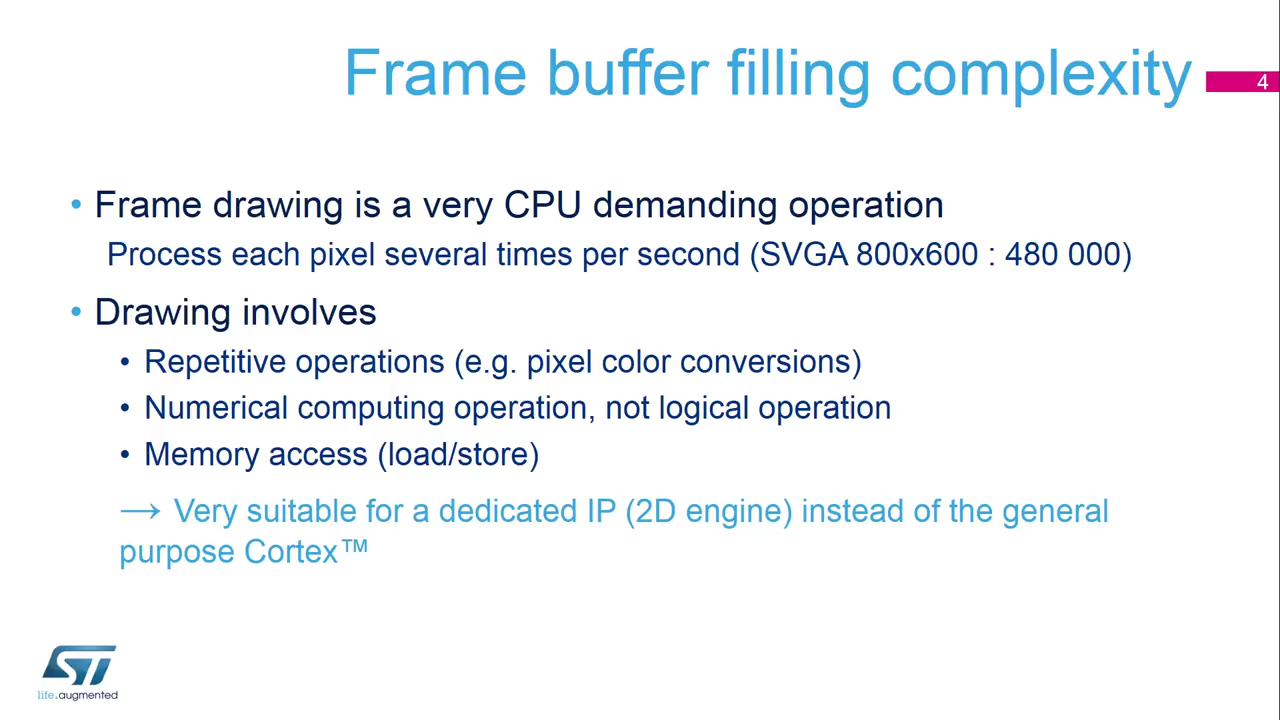 Frame buffer filling complexity
4
• Frame drawing is a very CPU demanding operation
Process each pixel several times per second (SVGA 800x600 : 480 000)
• Drawing involves
• Repetitive operations (e.g. pixel color conversions)
• Numerical computing operation, not logical operation
• Memory access (load/store)
→ Very suitable for a dedicated IP (2D engine) instead of the general
purpose Cortex™
ST
life.augmented